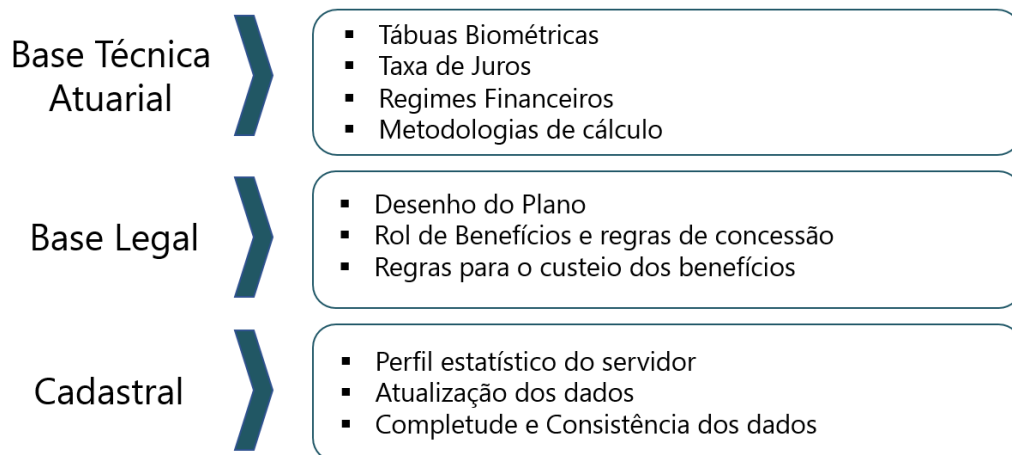 Base Técnica
Atuarial
▪ Tábuas Biométricas
▪ Taxa de Juros
▪ Regimes Financeiros
▪ Metodologias de cálculo
Base Legal
▪ Desenho do Plano
▪ Rol de Benefícios e regras de concessão
▪ Regras para o custeio dos benefícios
Cadastral
▪ Perfil estatístico do servidor
▪ Atualização dos dados
▪ Completude e Consistência dos dados